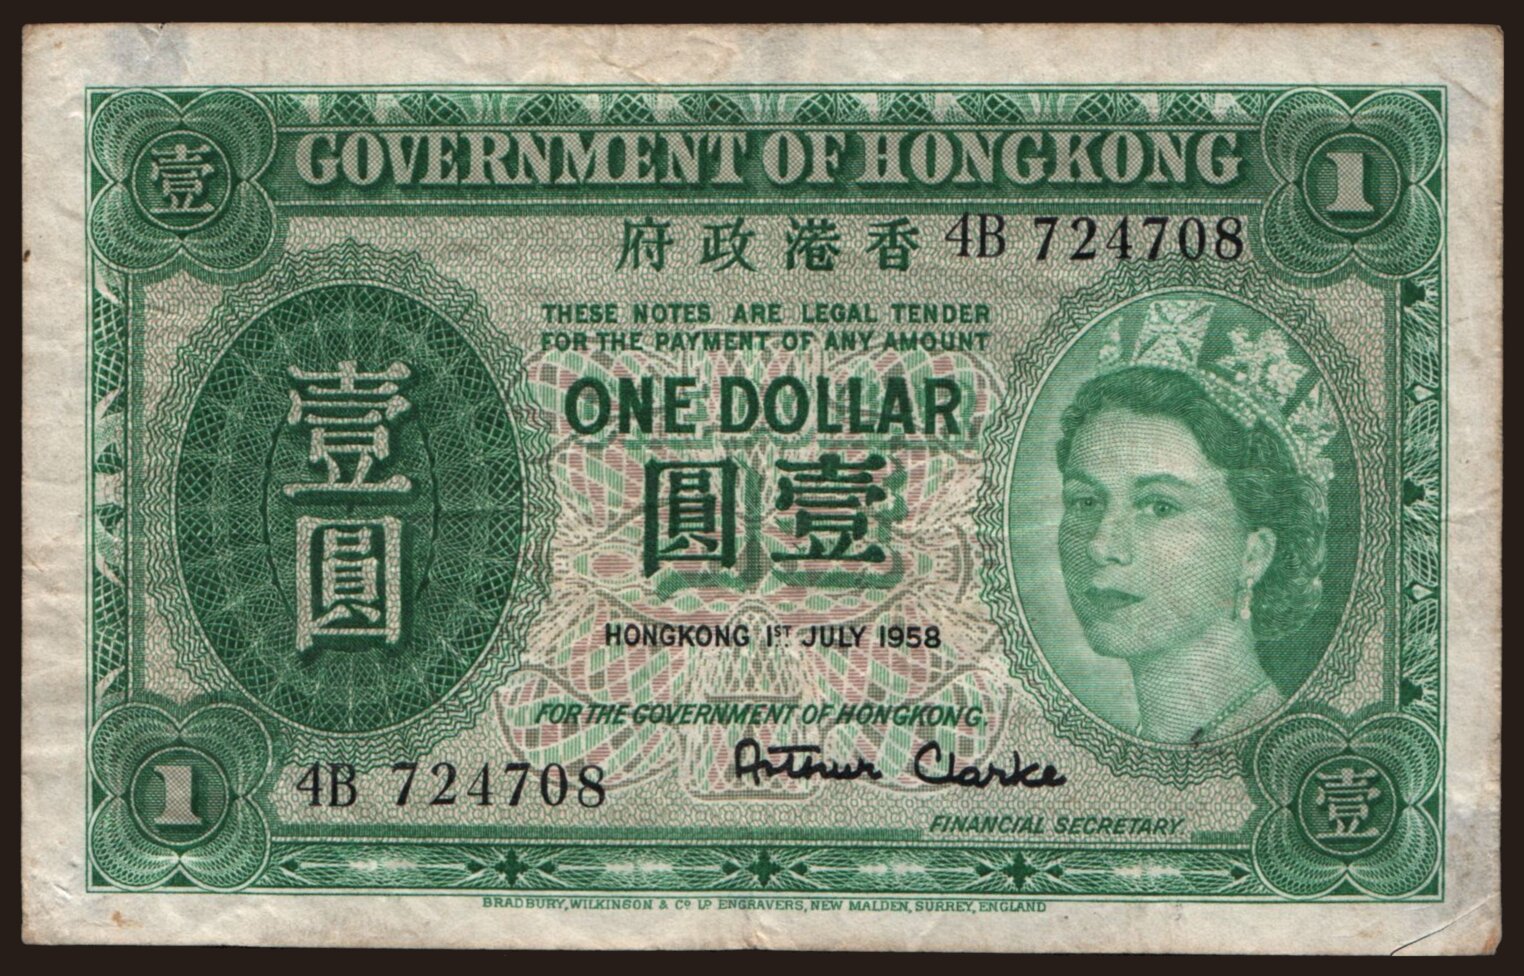 GOVERNMENT OF HONGKONG
壹
1
府政港香
4B 724708
THESE NOTES ARE LEGAL TENDER
FOR THE PAYMENT OF ANY AMOUNT
ONE DOLLAR
圓壹
壹
圓
HONGKONG 1ST JULY 1958
FOR THE GOVERNMENT OF HONGKONG.
Arthur Clarke
FINANCIAL SECRETARY.
4B 724708
1
壹
BRADBURY, WILKINSON & Co Ld ENGRAVERS, NEW MALDEN, SURREY, ENGLAND